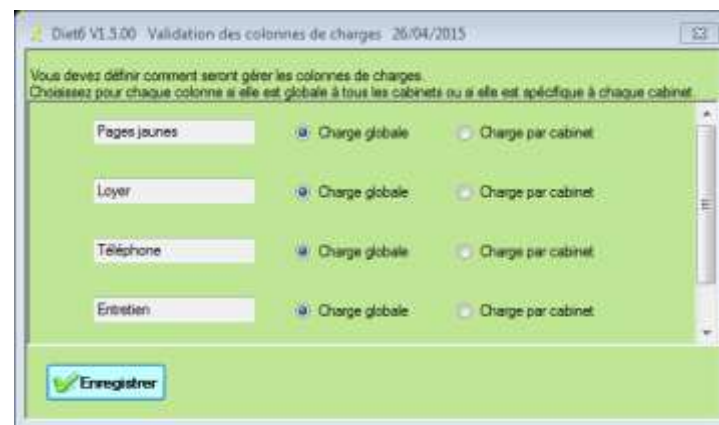 Diet6 V1.5.00 Validation des colonnes de charges 26/04/2015
Vous devez définir comment seront gérer les colonnes de charges.
Choisissez pour chaque colonne si elle est globale à tous les cabinets ou si elle est spécifique à chaque cabinet
Pages jaunes Charge globale Charge par cabinet
Loyer Charge globale Charge par cabinet
Téléphone Charge globale Charge par cabinet
Entretien Charge globale Charge par cabinet
Enregistrer